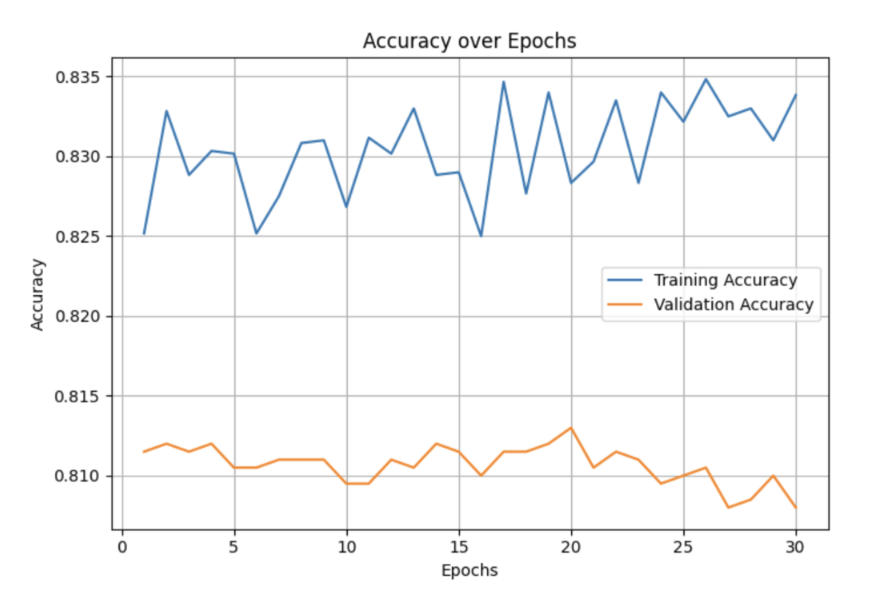 Accuracy over Epochs
0.835
0.830
0.825
0.820
0.815
0.810
Accuracy
Training Accuracy
Validation Accuracy
0 5 10 15 20 25 30
Epochs